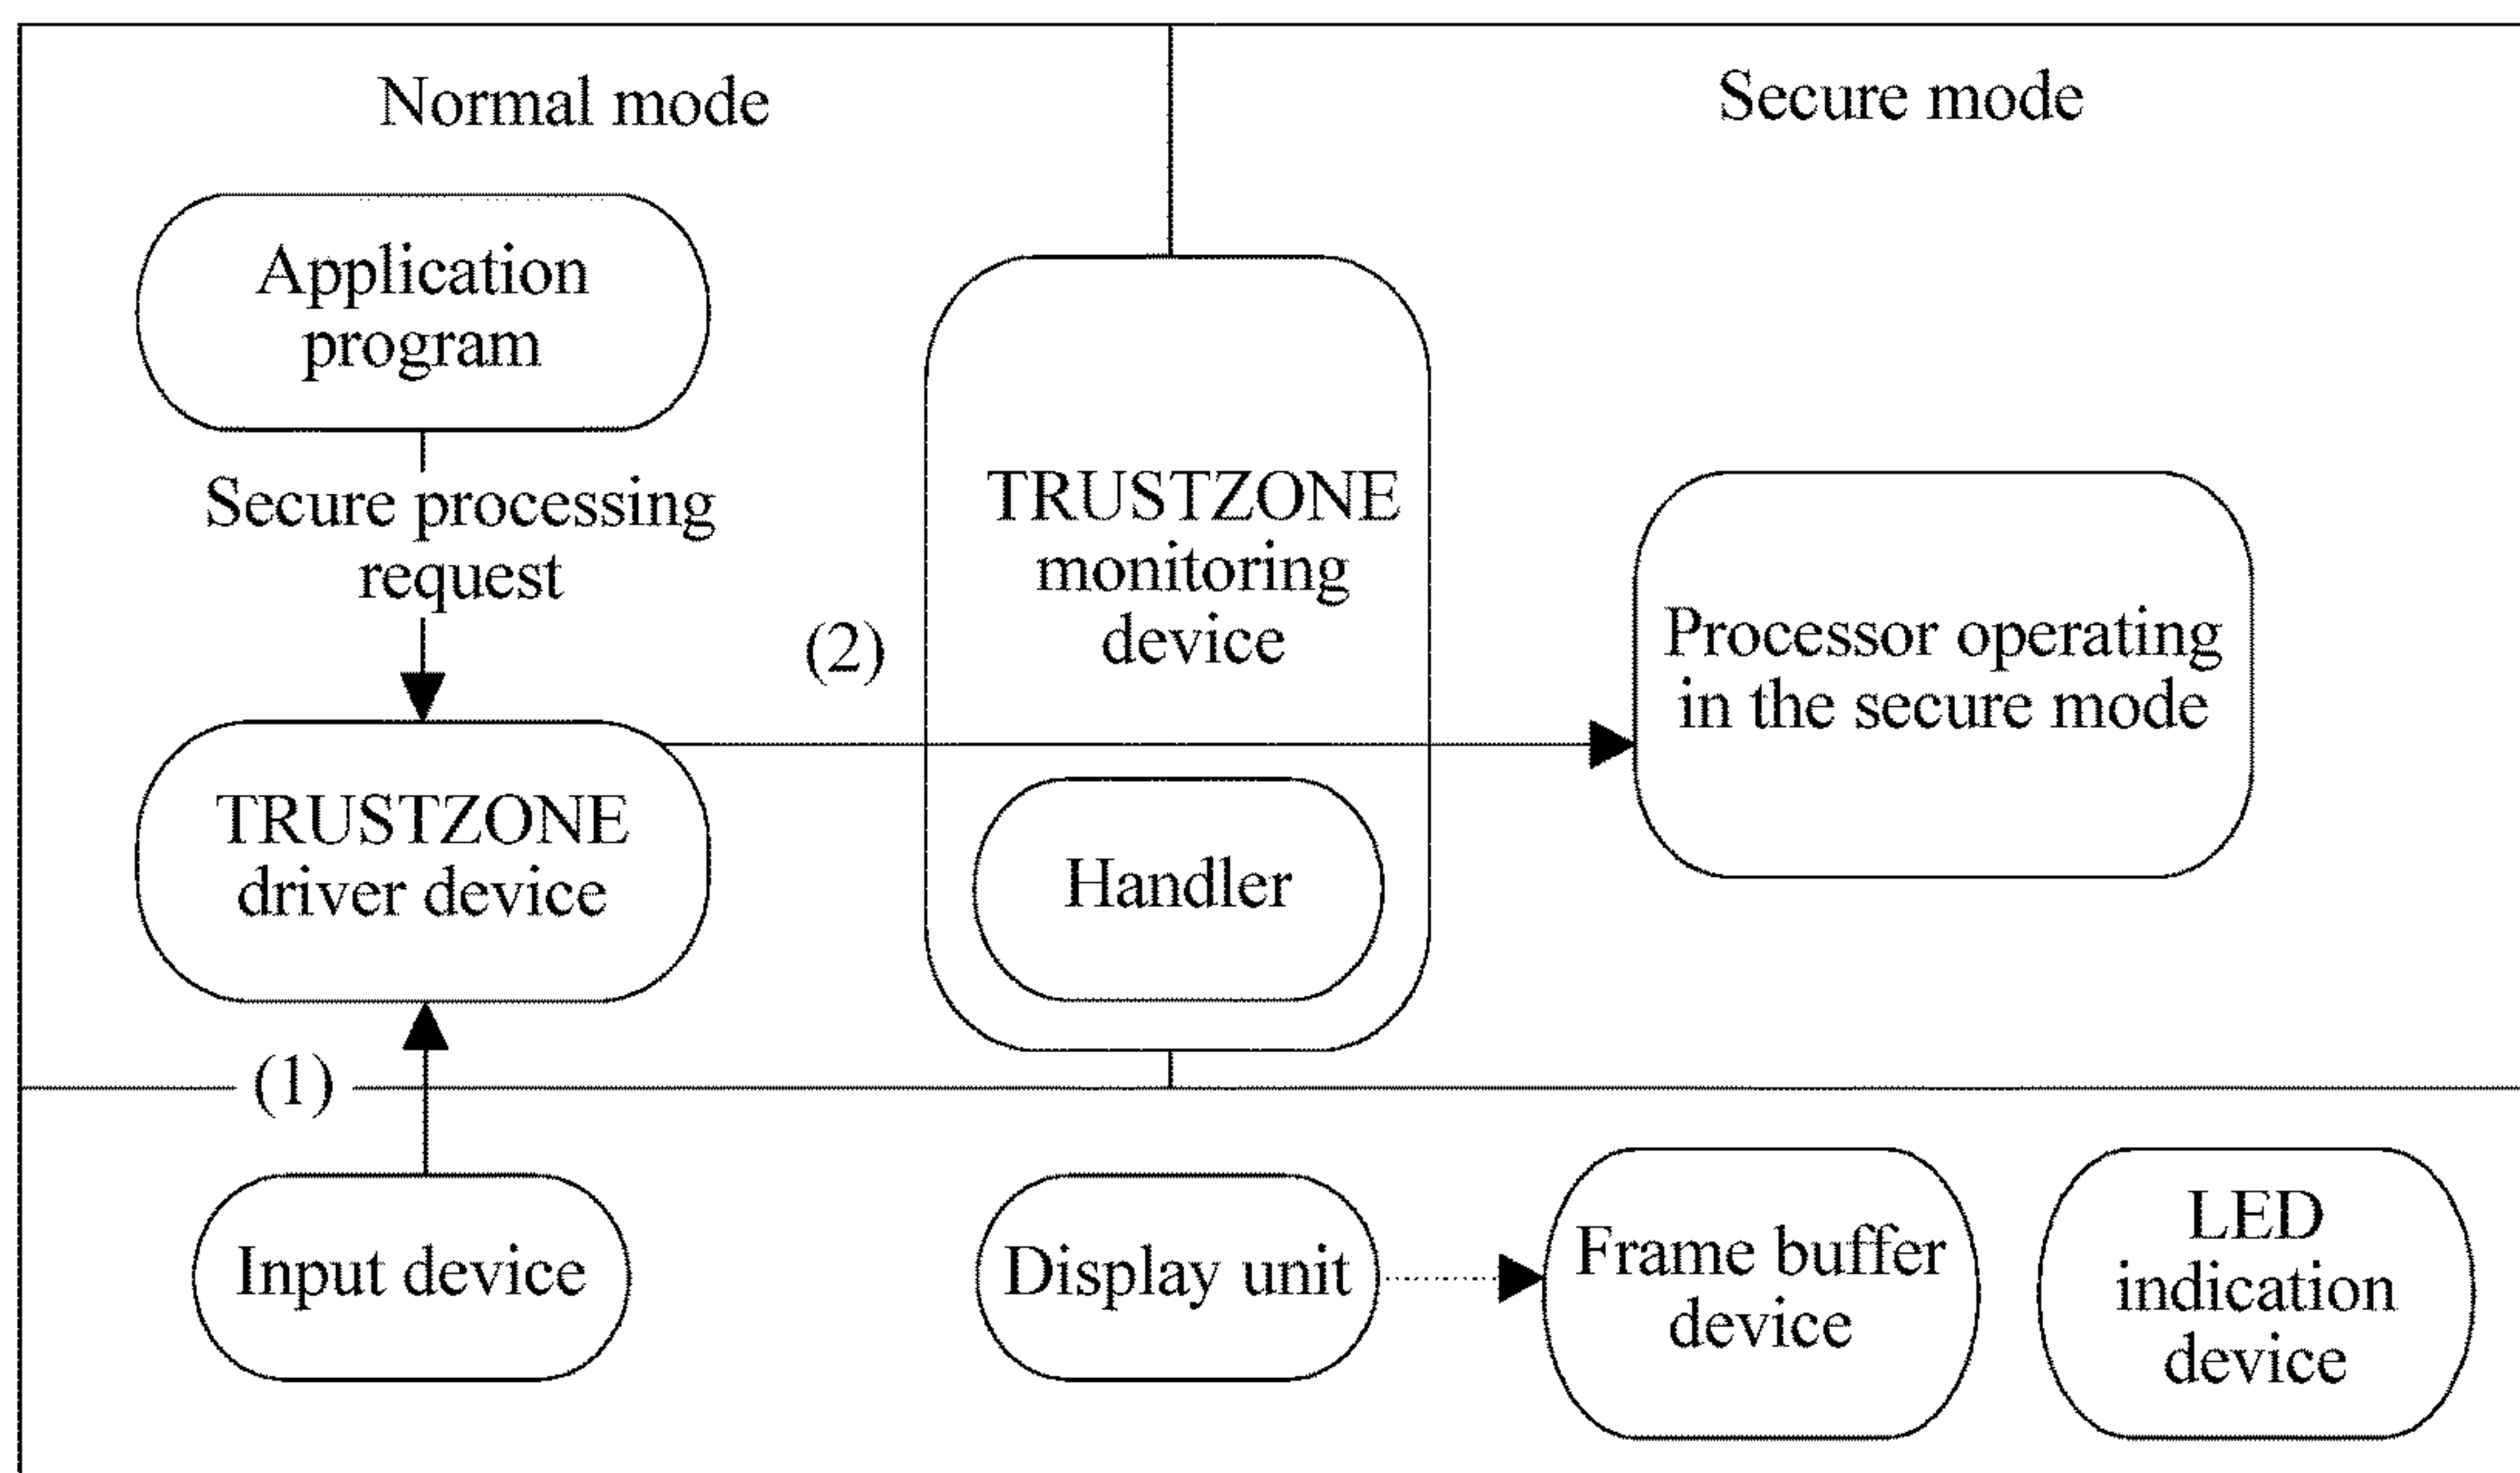 Normal mode
Secure mode
Application
program
Secure processing
request
TRUSTZONE
monitoring
device
(2)
Processor operating
in the secure mode
TRUSTZONE
driver device
Handler
(1)
Input device
Display unit
Frame buffer
device
LED
indication
device